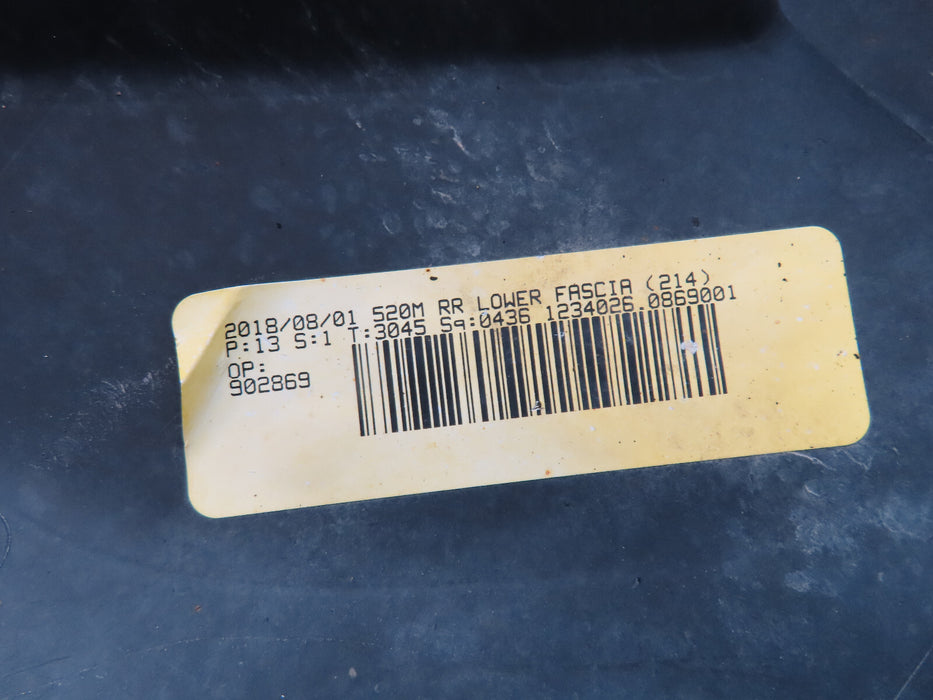 2018/08/01 520M RR LOWER FASCIA (214)
P:13 S:1 T:3045 Sq:0436 1234026.0869001
OP:
902869